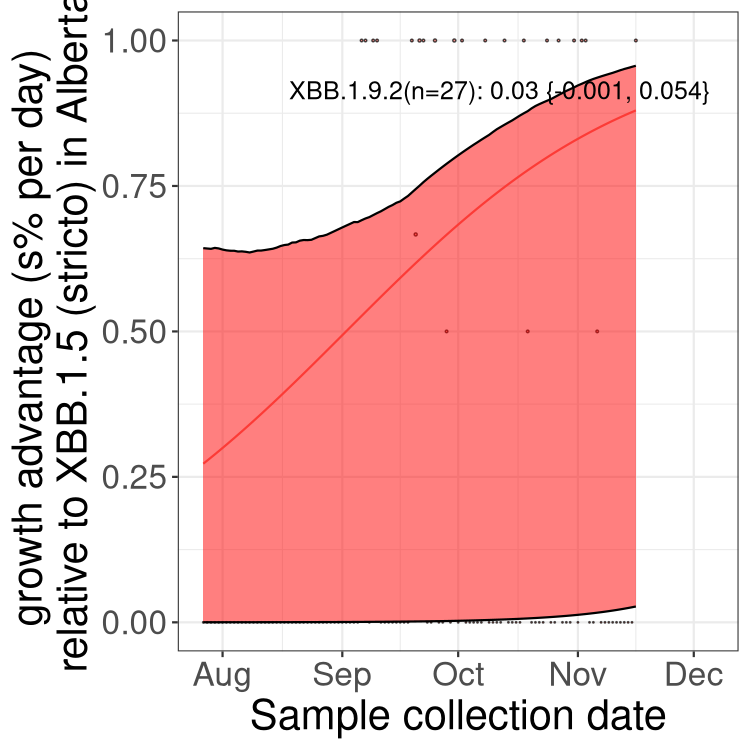 growth advantage (s% per day)
relative to XBB.1.5 (stricto) in Alberta
1.00
0.75
0.50
0.25
0.00
XBB.1.9.2(n=27): 0.03 {-0.001, 0.054}
Aug Sep Oct Nov Dec
Sample collection date